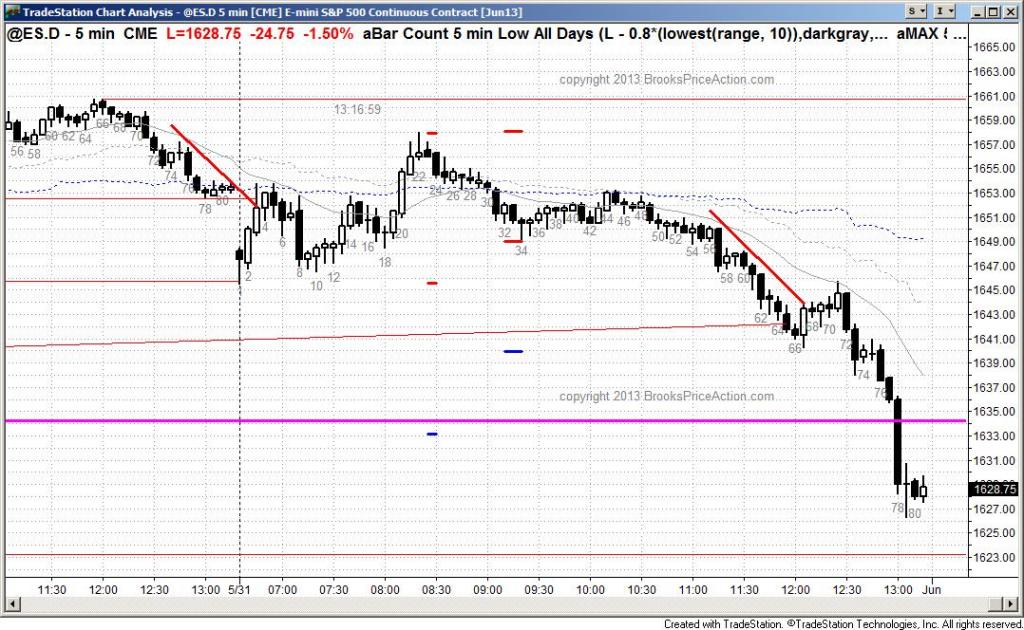 TradeStation Chart Analysis - @ES.D 5 min [CME] E-mini S&P 500 Continuous Contract [Jun13]
S I
@ES.D - 5 min CME L=1628.75 -24.75 -1.50% aBar Count 5 min Low All Days (L - 0.8*(lowest(range, 10)),darkgray,... aMAX ! ...
copyright 2013 BrooksPriceAction.com
13:16:59
1665.00
1663.00
1661.00
1659.00
1657.00
1655.00
1653.00
1651.00
1649.00
1647.00
1645.00
1643.00
1641.00
1639.00
1637.00
1635.00
1633.00
1631.00
1628.75
1627.00
1625.00
1623.00
56 58 60 62 64 66 68 70 72 74 76 78 80
2 4 6 8 10 12 14 16 18 20 22 24 26 28 30 32 34 36 38 40 42 44 46 48 50 52 54 56 58 60 62 64 66 68 70 72 74 76 78 80
copyright 2013 BrooksPriceAction.com
11:30 12:00 12:30 13:00 5/31 07:00 07:30 08:00 08:30 09:00 09:30 10:00 10:30 11:00 11:30 12:00 12:30 13:00 Jun
Created with TradeStation. ©TradeStation Technologies, Inc. All rights reserved.